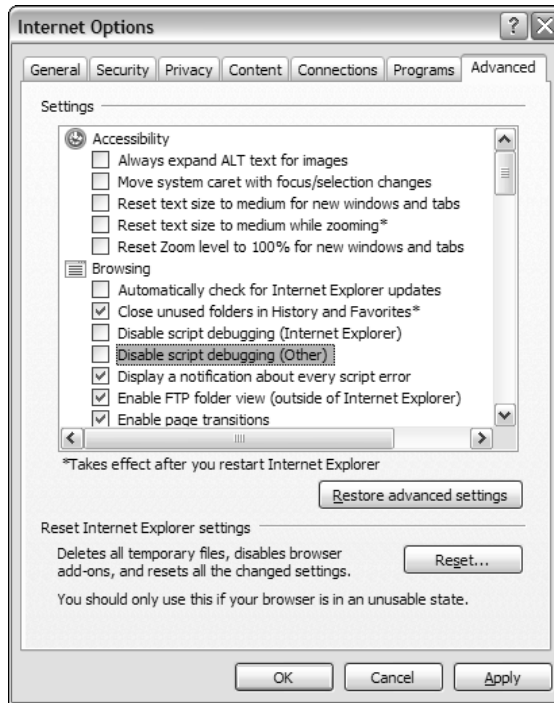 Internet Options
General Security Privacy Content Connections Programs Advanced
Settings
Accessibility
Always expand ALT text for images
Move system caret with focus/selection changes
Reset text size to medium for new windows and tabs
Reset text size to medium while zooming*
Reset Zoom level to 100% for new windows and tabs
Browsing
Automatically check for Internet Explorer updates
Close unused folders in History and Favorites*
Disable script debugging (Internet Explorer)
Disable script debugging (Other)
Display a notification about every script error
Enable FTP folder view (outside of Internet Explorer)
Enable page transitions
*Takes effect after you restart Internet Explorer
Restore advanced settings
Reset Internet Explorer settings
Deletes all temporary files, disables browser
add-ons, and resets all the changed settings.
Reset...
You should only use this if your browser is in an unusable state.
OK Cancel Apply